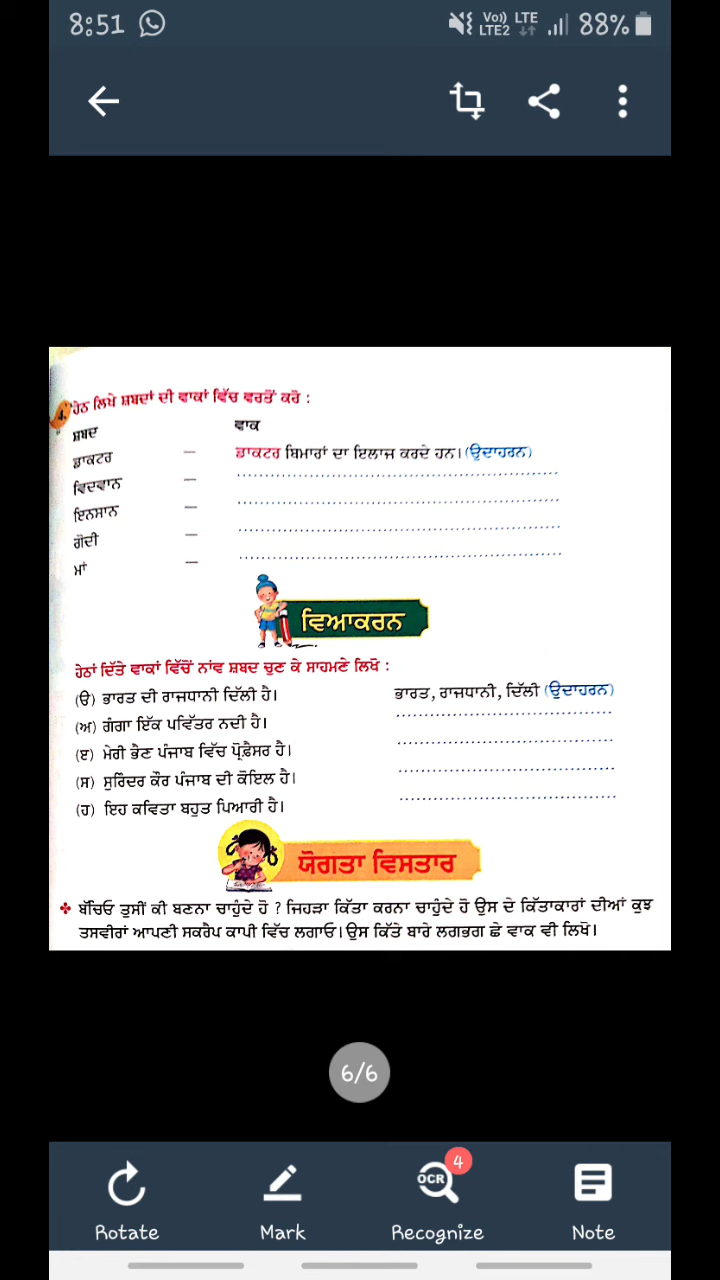 8:51 Vo)) LTE LTE2 88%
4. ਹੇਠ ਲਿਖੇ ਸ਼ਬਦਾਂ ਦੀ ਵਾਕਾਂ ਵਿੱਚ ਵਰਤੋਂ ਕਰੋ :
ਸ਼ਬਦ ਵਾਕ
ਡਾਕਟਰ – ਡਾਕਟਰ ਬਿਮਾਰਾਂ ਦਾ ਇਲਾਜ ਕਰਦੇ ਹਨ। (ਉਦਾਹਰਨ)
ਵਿਦਵਾਨ – ........................
ਇਨਸਾਨ – ........................
ਗੋਦੀ – ........................
ਮਾਂ – ........................
ਵਿਆਕਰਨ
ਹੇਠਾਂ ਦਿੱਤੇ ਵਾਕਾਂ ਵਿੱਚੋਂ ਨਾਂਵ ਸ਼ਬਦ ਚੁਣ ਕੇ ਸਾਹਮਣੇ ਲਿਖੋ :
(ੳ) ਭਾਰਤ ਦੀ ਰਾਜਧਾਨੀ ਦਿੱਲੀ ਹੈ। ਭਾਰਤ, ਰਾਜਧਾਨੀ, ਦਿੱਲੀ (ਉਦਾਹਰਨ)
(ਅ) ਗੰਗਾ ਇੱਕ ਪਵਿੱਤਰ ਨਦੀ ਹੈ। ........................
(ੲ) ਮੇਰੀ ਭੈਣ ਪੰਜਾਬ ਵਿੱਚ ਪ੍ਰੋਫ਼ੈਸਰ ਹੈ। ........................
(ਸ) ਸੁਰਿੰਦਰ ਕੌਰ ਪੰਜਾਬ ਦੀ ਕੋਇਲ ਹੈ। ........................
(ਹ) ਇਹ ਕਵਿਤਾ ਬਹੁਤ ਪਿਆਰੀ ਹੈ। ........................
ਯੋਗਤਾ ਵਿਸਤਾਰ
❖ ਬੱਚਿਓ ਤੁਸੀਂ ਕੀ ਬਣਨਾ ਚਾਹੁੰਦੇ ਹੋ ? ਜਿਹੜਾ ਕਿੱਤਾ ਕਰਨਾ ਚਾਹੁੰਦੇ ਹੋ ਉਸ ਦੇ ਕਿੱਤਾਕਾਰਾਂ ਦੀਆਂ ਕੁਝ
ਤਸਵੀਰਾਂ ਆਪਣੀ ਸਕਰੈਪ ਕਾਪੀ ਵਿੱਚ ਲਗਾਓ। ਉਸ ਕਿੱਤੇ ਬਾਰੇ ਲਗਭਗ ਛੇ ਵਾਕ ਵੀ ਲਿਖੋ।
6/6
OCR 4
Rotate Mark Recognize Note